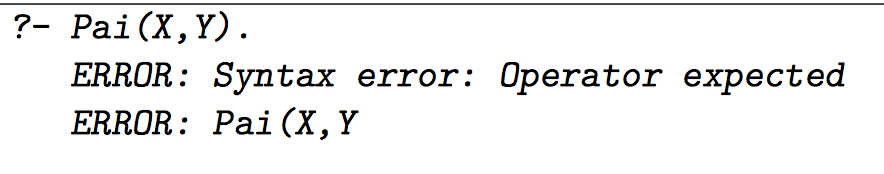 ?- Pai(X,Y).
ERROR: Syntax error: Operator expected
ERROR: Pai(X,Y